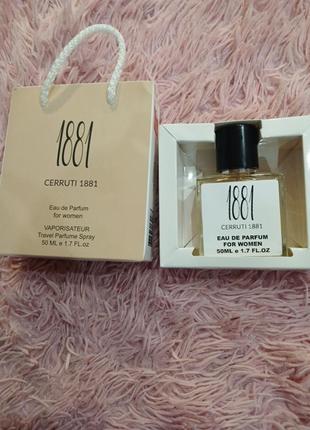 1881
CERRUTI 1881
Eau de Parfum
for women
VAPORISATEUR
Travel Parfume Spray
50 ML e 1.7 FL.oz
1881
CERRUTI 1881
EAU DE PARFUM
FOR WOMEN
50ML e 1.7 FL.OZ